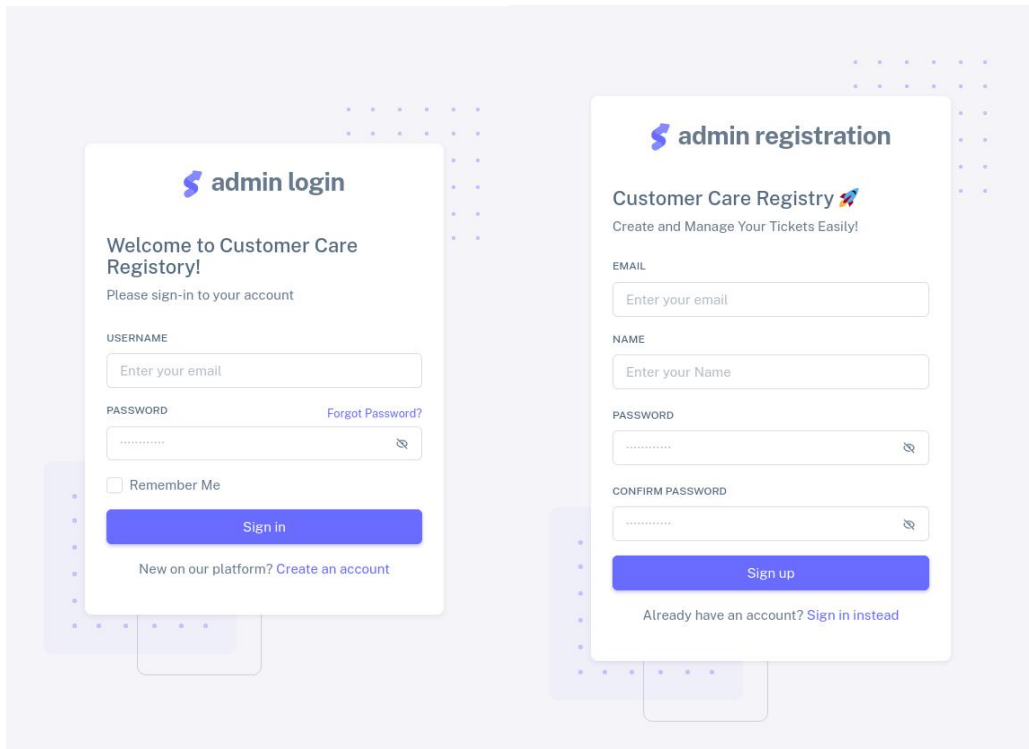 admin login
Welcome to Customer Care
Registory!
Please sign-in to your account
USERNAME
Enter your email
PASSWORD
Forgot Password?
············
Remember Me
Sign in
New on our platform? Create an account
admin registration
Customer Care Registry 🚀
Create and Manage Your Tickets Easily!
EMAIL
Enter your email
NAME
Enter your Name
PASSWORD
············
CONFIRM PASSWORD
············
Sign up
Already have an account? Sign in instead